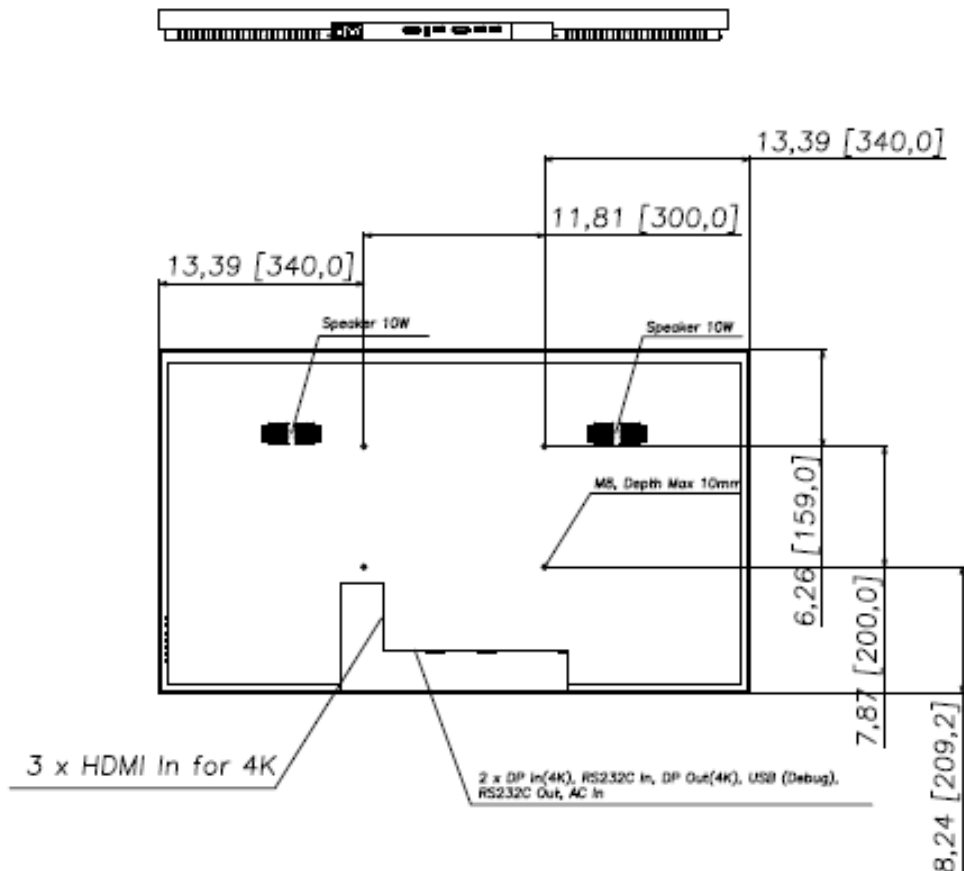 13,39 [340,0]
11,81 [300,0]
13,39 [340,0]
Speaker 10W
Speaker 10W
M8, Depth Max 10mm
6,26 [159,0]
7,87 [200,0]
8,24 [209,2]
3 x HDMI In for 4K
2 x DP In(4K), RS232C In, DP Out(4K), USB (Debug),
RS232C Out, AC In